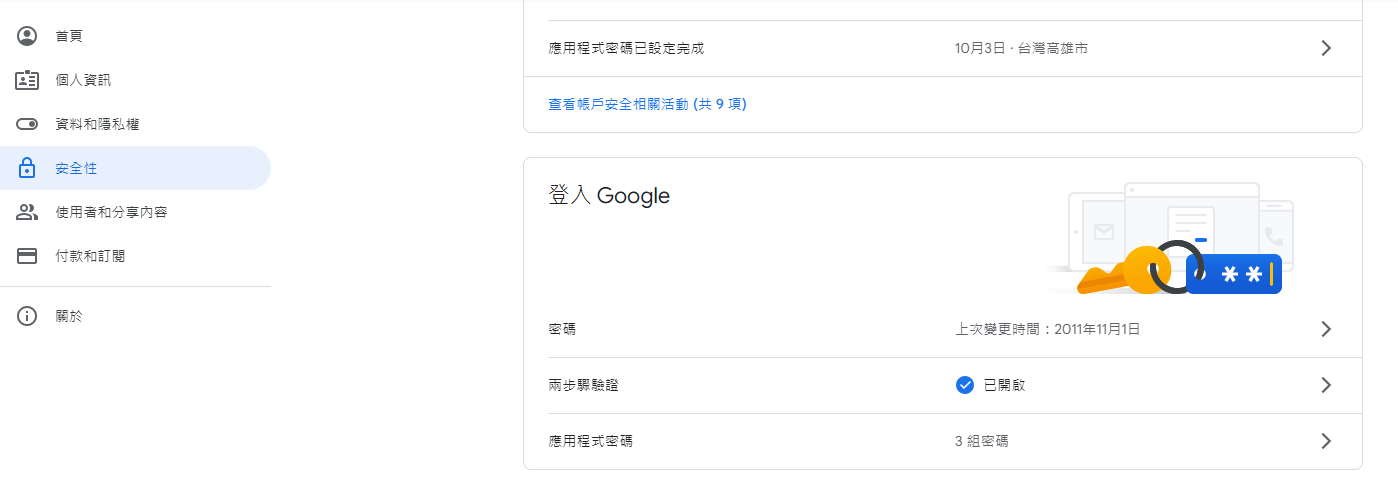 首頁
個人資訊
資料和隱私權
安全性
使用者和分享內容
付款和訂閱
關於
應用程式密碼已設定完成 10月3日 · 台灣高雄市
查看帳戶安全相關活動 (共 9 項)
登入 Google
**
密碼 上次變更時間：2011年11月1日
兩步驟驗證 已開啟
應用程式密碼 3 組密碼